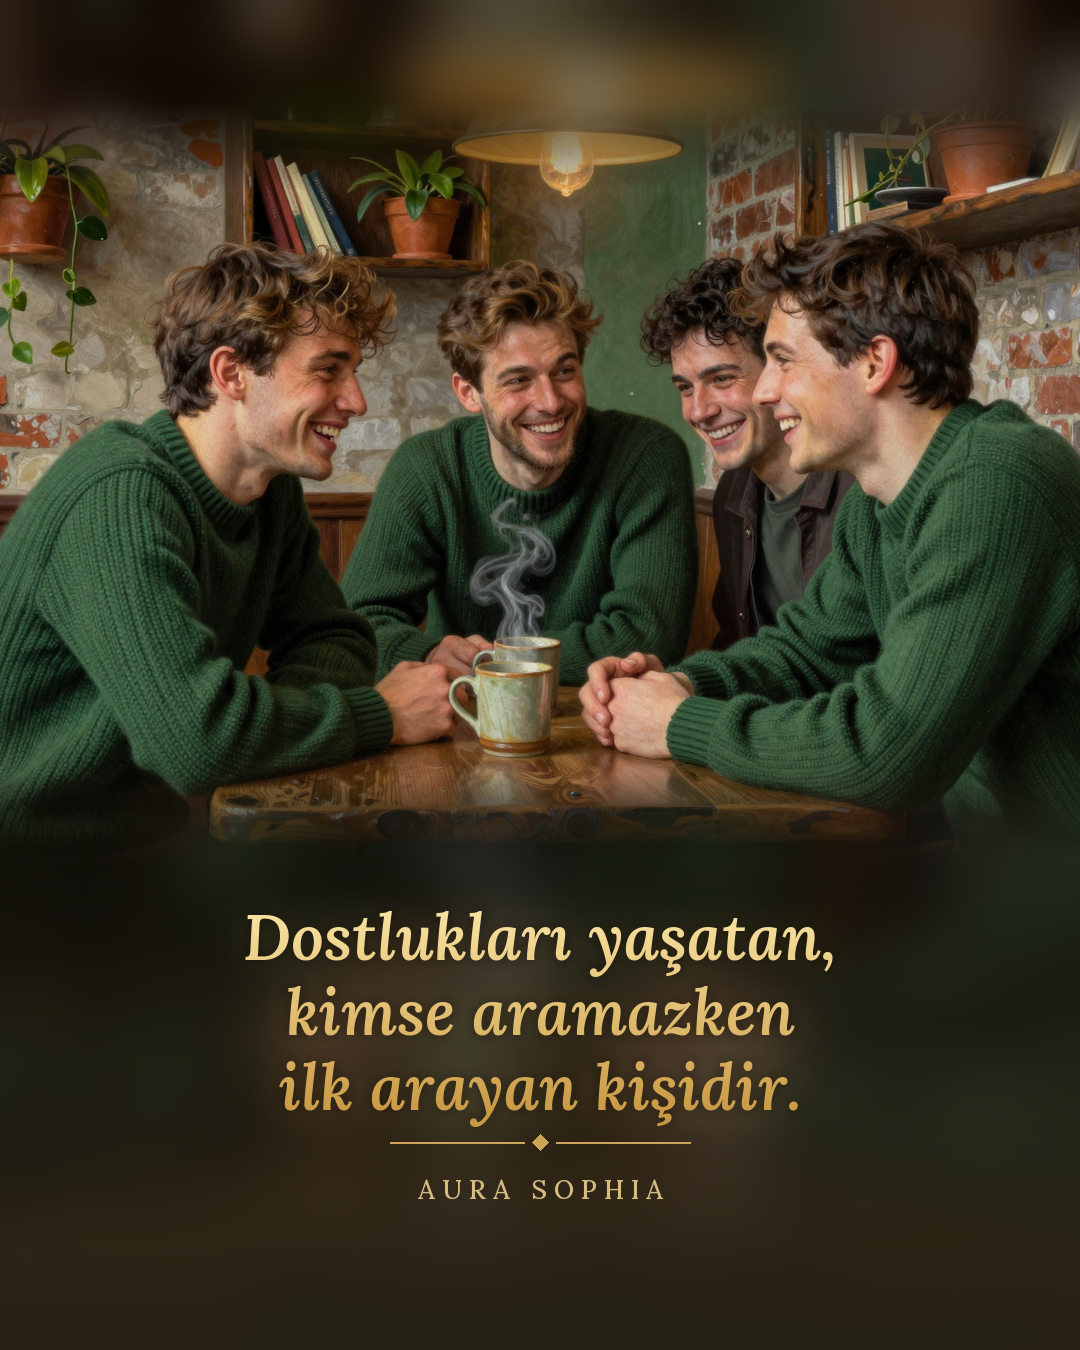 Dostlukları yaşatan,
kimse aramazken
ilk arayan kişidir.
AURA SOPHIA